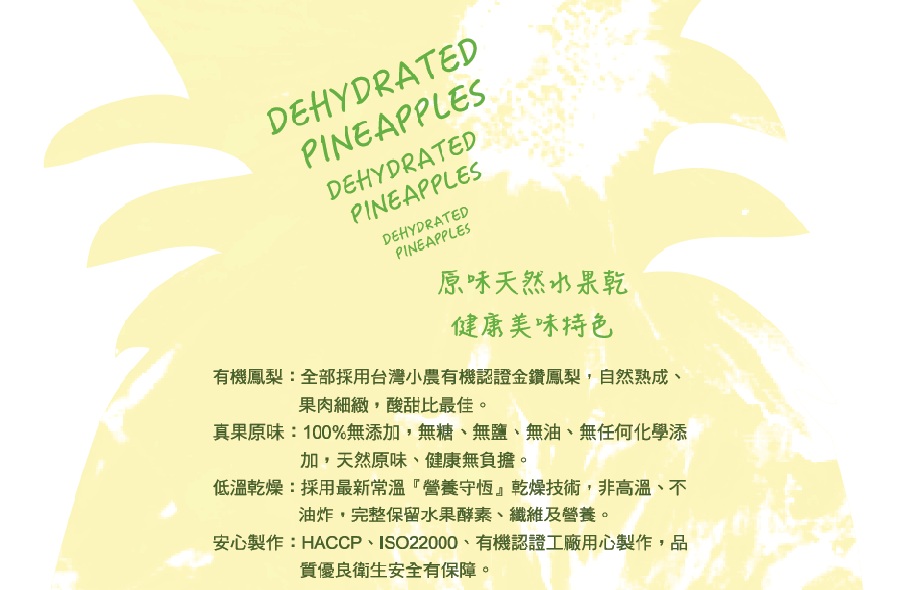 DEHYDRATED
PINEAPPLES
DEHYDRATED
PINEAPPLES
DEHYDRATED
PINEAPPLES
原味天然水果乾
健康美味特色
有機鳳梨：全部採用台灣小農有機認證金鑽鳳梨，自然熟成、
果肉細緻，酸甜比最佳。
真果原味：100%無添加，無糖、無鹽、無油、無任何化學添
加，天然原味、健康無負擔。
低溫乾燥：採用最新常溫『營養守恆』乾燥技術，非高溫、不
油炸，完整保留水果酵素、纖維及營養。
安心製作：HACCP、ISO22000、有機認證工廠用心製作，品
質優良衛生安全有保障。